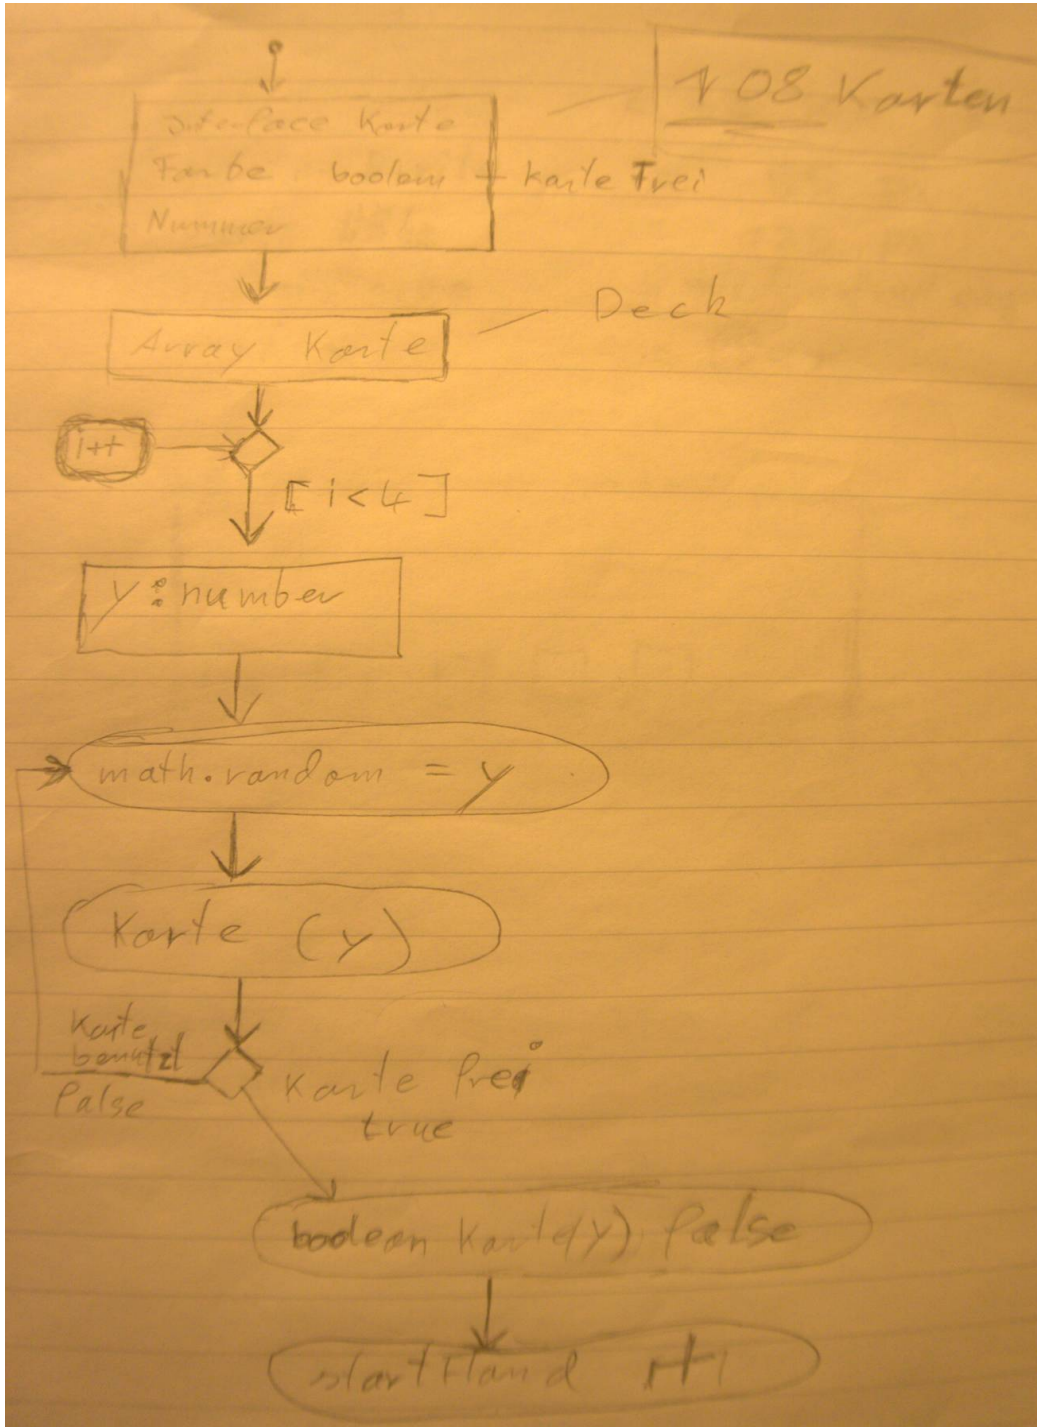 108 Karten
Interface Karte
Farbe boolean + karte Frei
Nummer
Array Karte
Deck
i++
[i<4]
y: number
math.random = y
Karte (y)
Karte
benutzt
false
Karte frei
true
boolean Karte(y) false
startHand